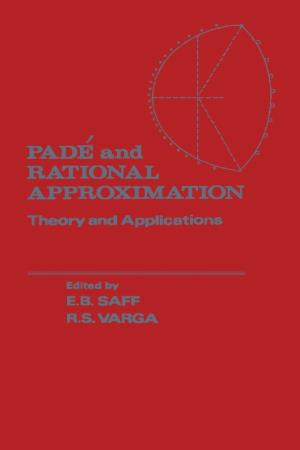 PADÉ and
RATIONAL
APPROXIMATION
Theory and Applications
Edited by
E.B. SAFF
R.S. VARGA